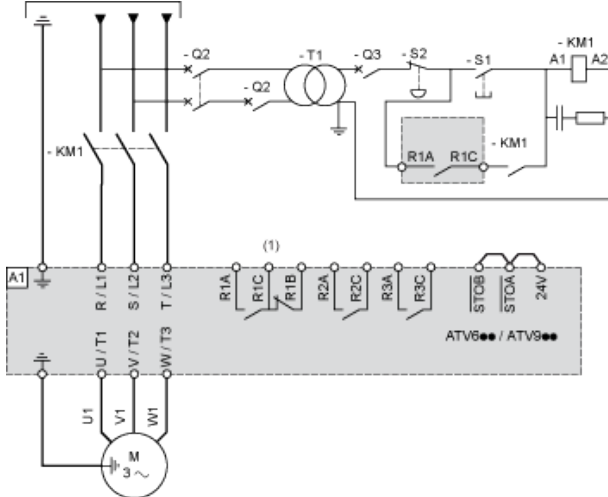 - Q2
- T1
- Q3
- S2
- S1
- KM1
A1
A2
- Q2
- KM1
R1A
R1C
- KM1
(1)
A1
R / L1
S / L2
T / L3
R1A
R1C
R1B
R2A
R2C
R3A
R3C
STOB
STOA
24V
U / T1
V / T2
W / T3
ATV6●● / ATV9●●
U1
V1
W1
M
3 ~